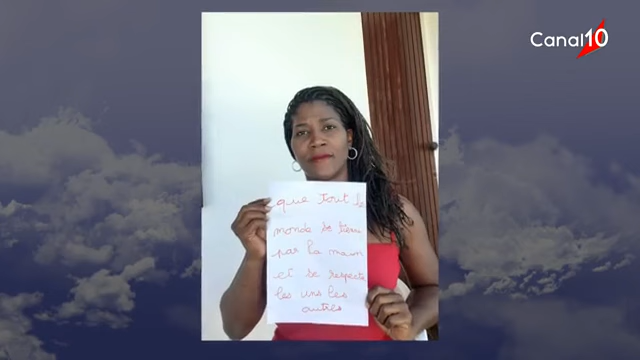 Canal10
que tout le
monde se tienne
par la main
et se respecte
les uns les
autres